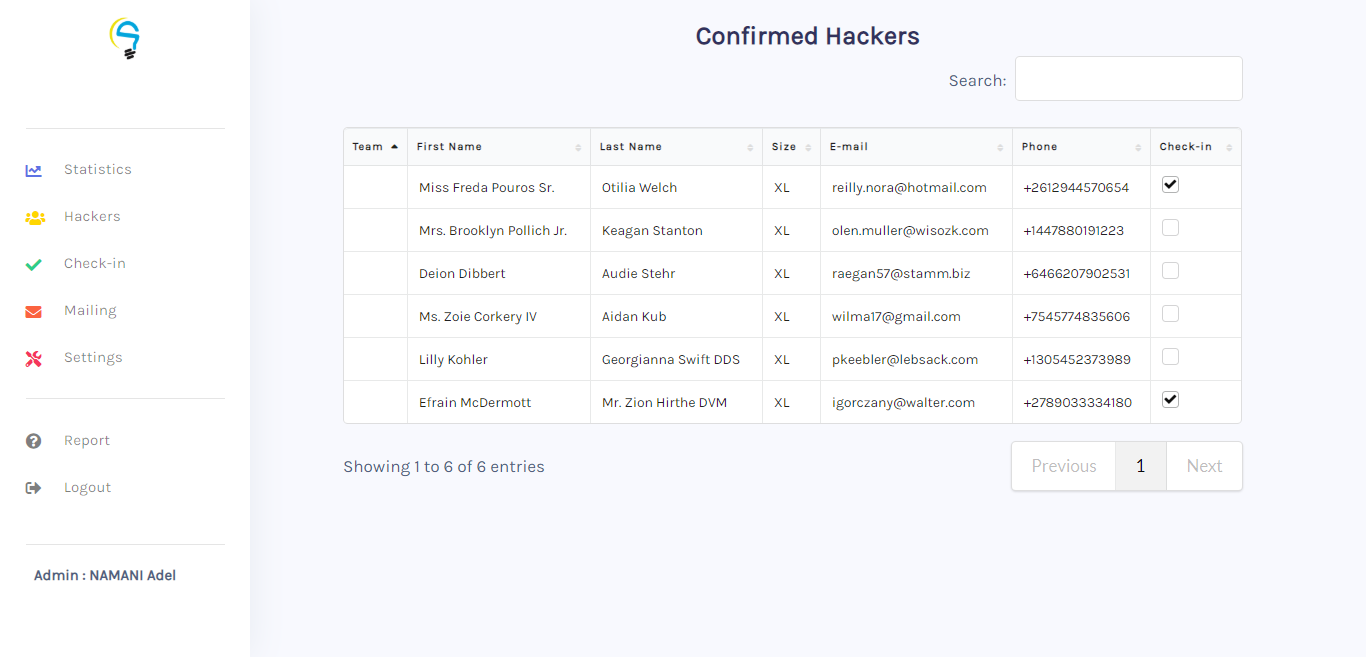 Confirmed Hackers
Search:
Statistics
Hackers
Check-in
Mailing
Settings
Report
Logout
Admin : NAMANI Adel
Team First Name Last Name Size E-mail Phone Check-in
Miss Freda Pouros Sr. Otilia Welch XL reilly.nora@hotmail.com +2612944570654
Mrs. Brooklyn Pollich Jr. Keagan Stanton XL olen.muller@wisozk.com +1447880191223
Deion Dibbert Audie Stehr XL raegan57@stamm.biz +6466207902531
Ms. Zoie Corkery IV Aidan Kub XL wilma17@gmail.com +7545774835606
Lilly Kohler Georgianna Swift DDS XL pkeebler@lebsack.com +1305452373989
Efrain McDermott Mr. Zion Hirthe DVM XL igorczany@walter.com +2789033334180
Showing 1 to 6 of 6 entries
Previous 1 Next